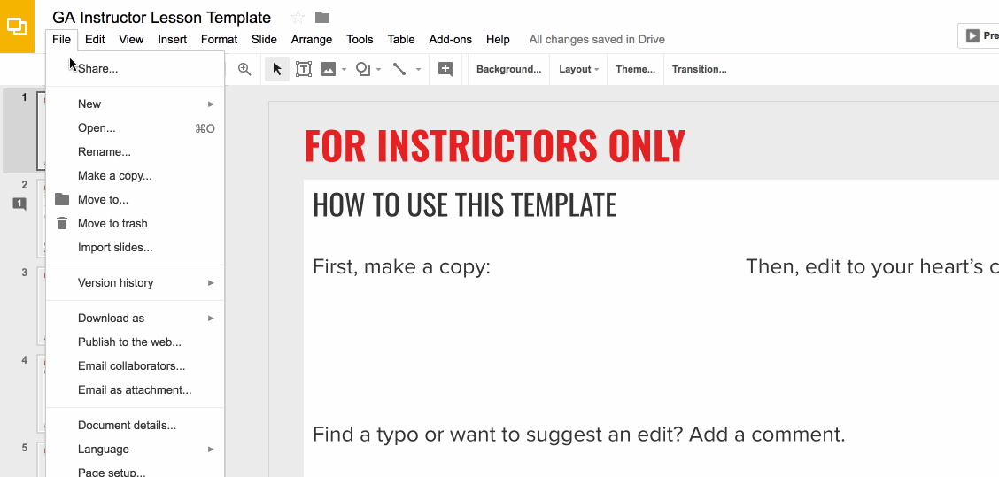 GA Instructor Lesson Template
File Edit View Insert Format Slide Arrange Tools Table Add-ons Help All changes saved in Drive
Share...
Background... Layout Theme... Transition...
New
Open... ⌘O
Rename...
Make a copy...
Move to...
Move to trash
Import slides...
Version history
Download as
Publish to the web...
Email collaborators...
Email as attachment...
Document details...
Language
Page setup...
1
2
1
3
4
5
FOR INSTRUCTORS ONLY
HOW TO USE THIS TEMPLATE
First, make a copy: Then, edit to your heart’s c
Find a typo or want to suggest an edit? Add a comment.
Pre